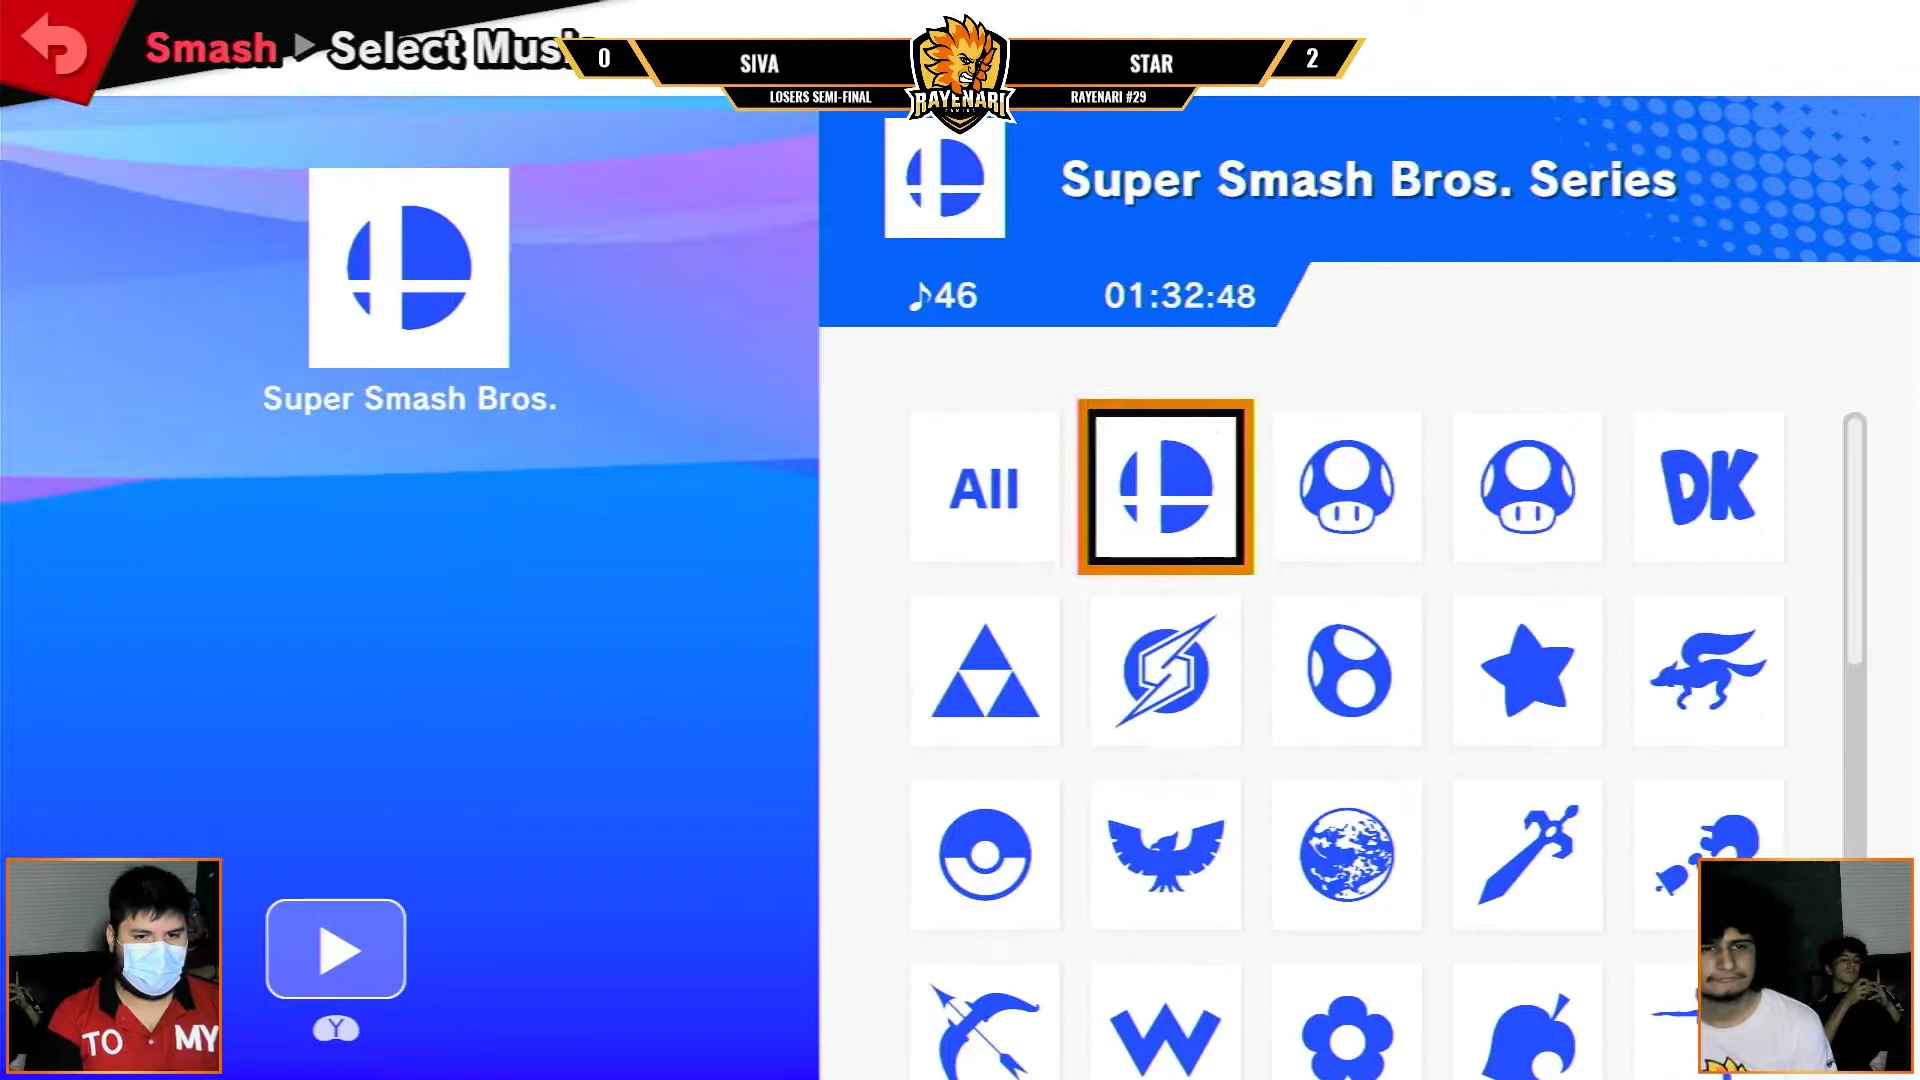 Smash ▶ Select Musi
0
SIVA
STAR
2
LOSERS SEMI-FINAL
RAYENARI #29
RAYENARI
Super Smash Bros. Series
♪46
01:32:48
Super Smash Bros.
All
DK
W
Y
TO MY